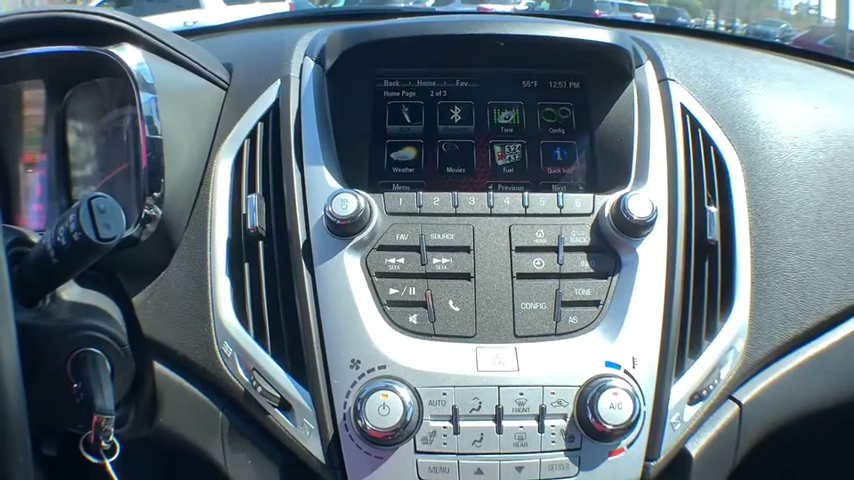 Back Home Fav 55°F 12:57 PM
Home Page 2 of 3
Tone Config
Weather Movies Fuel Quick Info
Menu Previous Next
1 2 3 4 5 6
FAV SOURCE HOME BACK
SEEK SEEK INFO
CONFIG TONE
AS
AUTO FRONT
REAR A/C
MENU